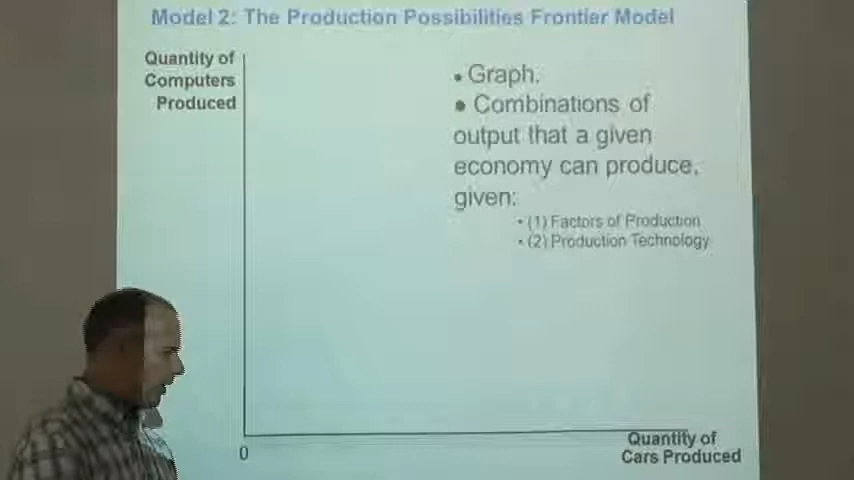 Model 2: The Production Possibilities Frontier Model
Quantity of
Computers
Produced
• Graph.
• Combinations of
output that a given
economy can produce,
given:
• (1) Factors of Production
• (2) Production Technology
0
Quantity of
Cars Produced